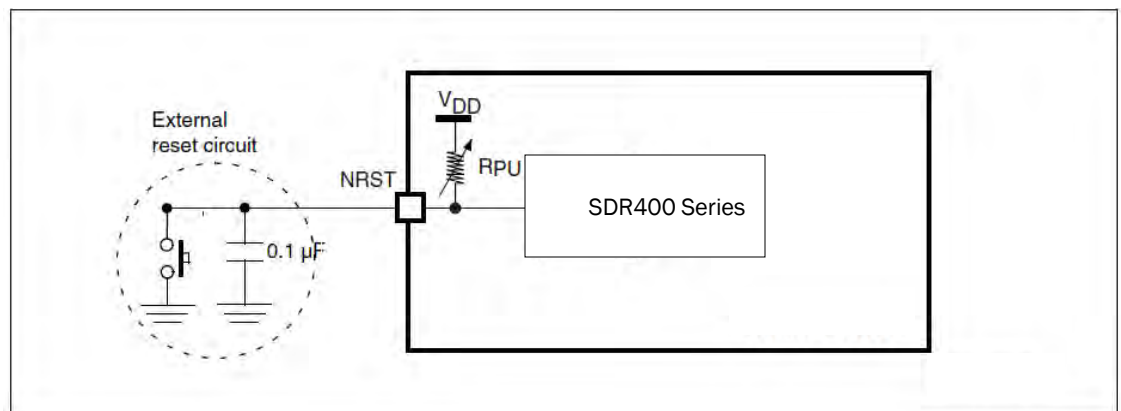 External
reset circuit
NRST
VDD
RPU
0.1 µF
SDR400 Series